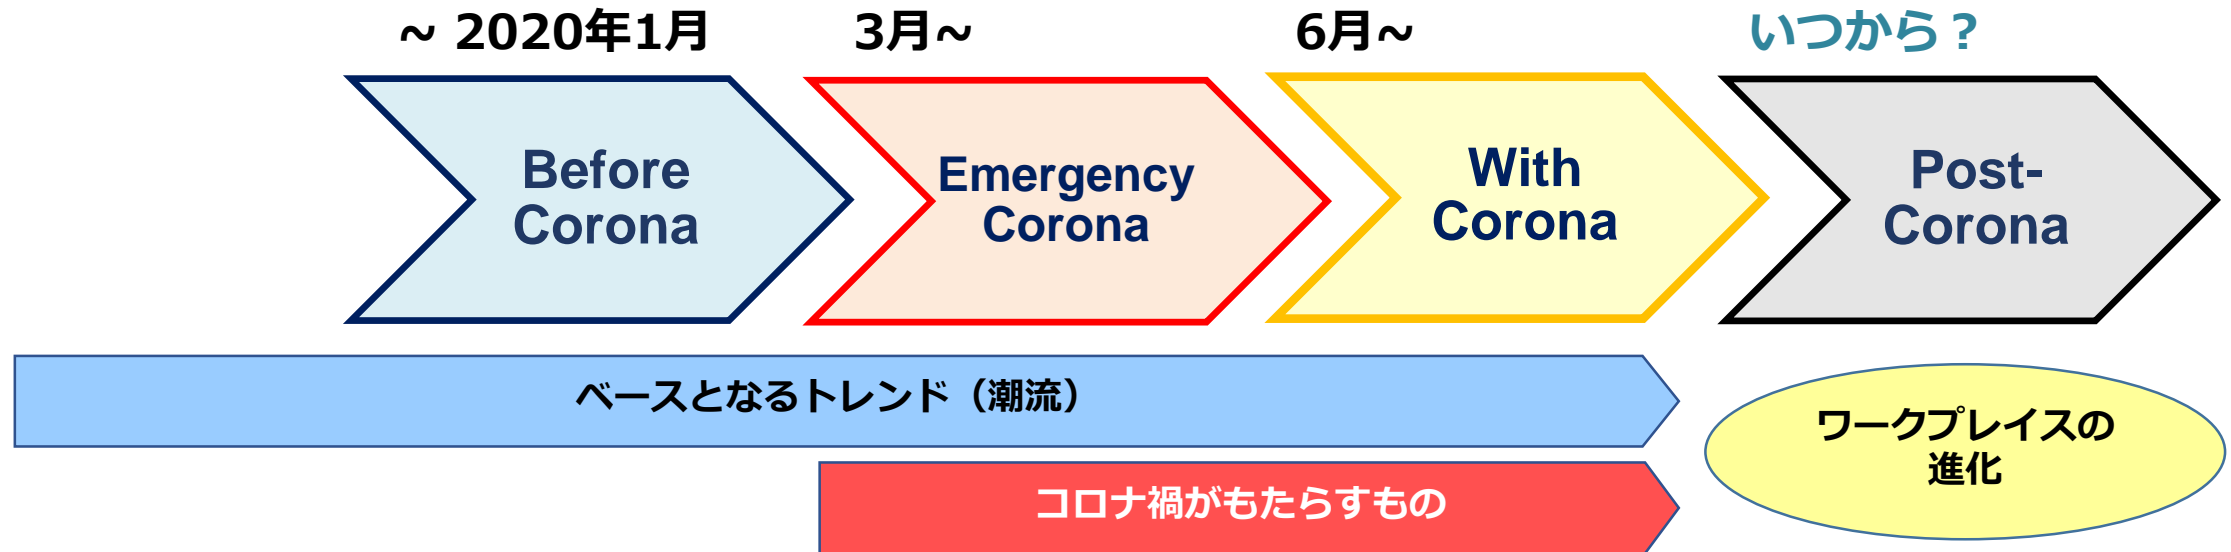 ~ 2020年1月
3月~
6月~
いつから？
Before
Corona
Emergency
Corona
With
Corona
Post-
Corona
ベースとなるトレンド（潮流）
ワークプレイスの
進化
コロナ禍がもたらすもの